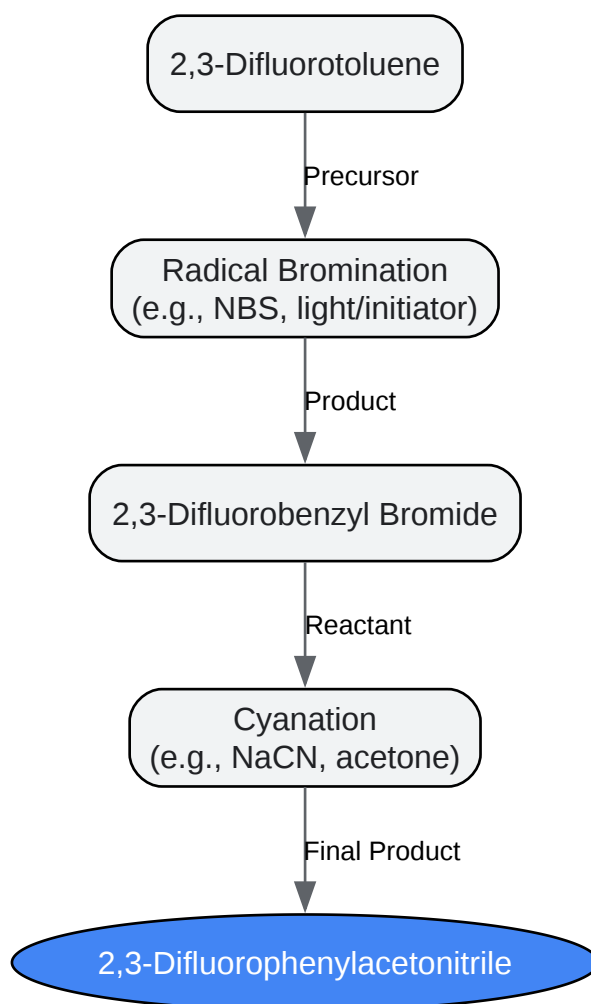 2,3-Difluorotoluene
Precursor
Radical Bromination
(e.g., NBS, light/initiator)
Product
2,3-Difluorobenzyl Bromide
Reactant
Cyanation
(e.g., NaCN, acetone)
Final Product
2,3-Difluorophenylacetonitrile